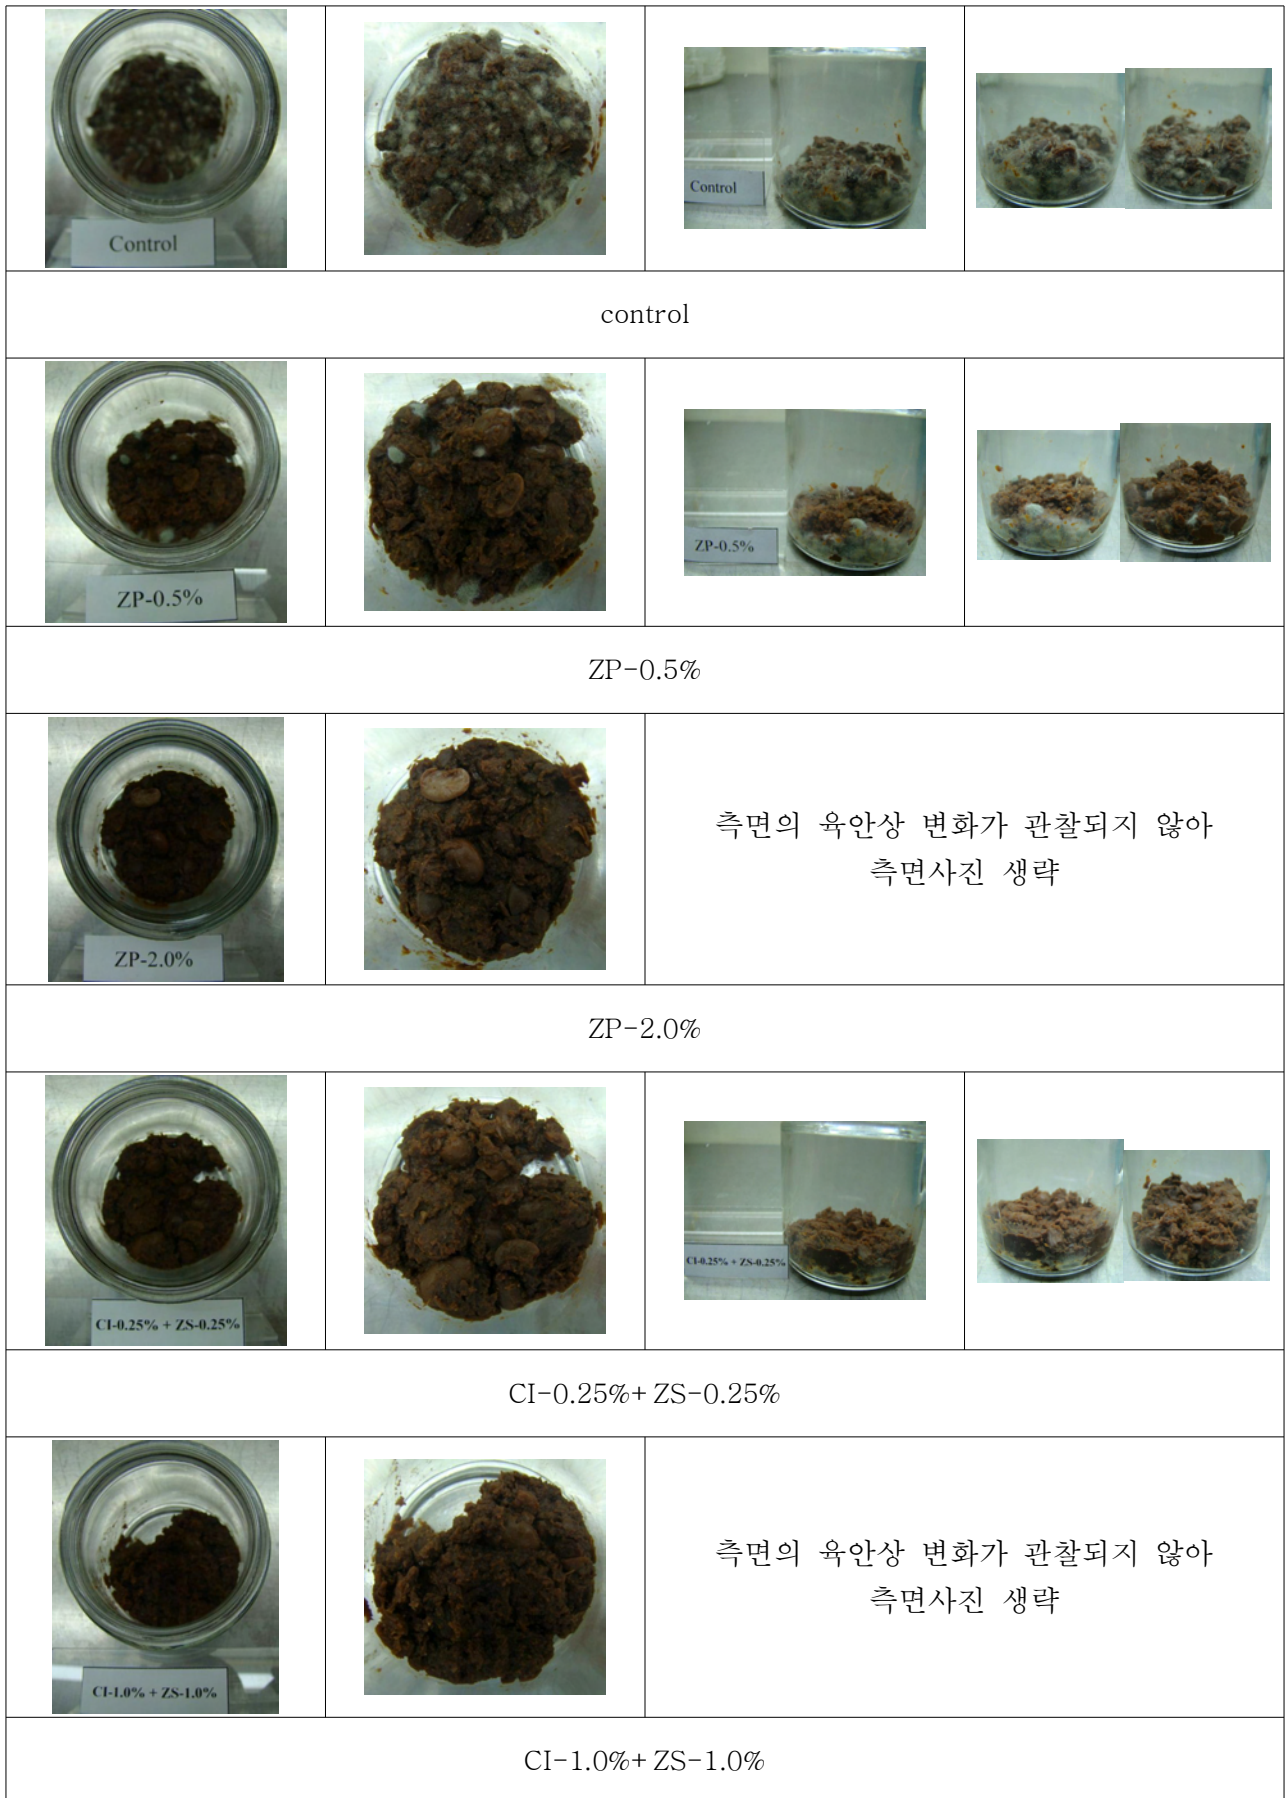 Control
Control
control
ZP-0.5%
ZP-0.5%
ZP-0.5%
측면의 육안상 변화가 관찰되지 않아
측면사진 생략
ZP-2.0%
ZP-2.0%
CI-0.25% + ZS-0.25%
CI-0.25% + ZS-0.25%
CI-0.25%+ ZS-0.25%
측면의 육안상 변화가 관찰되지 않아
측면사진 생략
CI-1.0% + ZS-1.0%
CI-1.0%+ ZS-1.0%